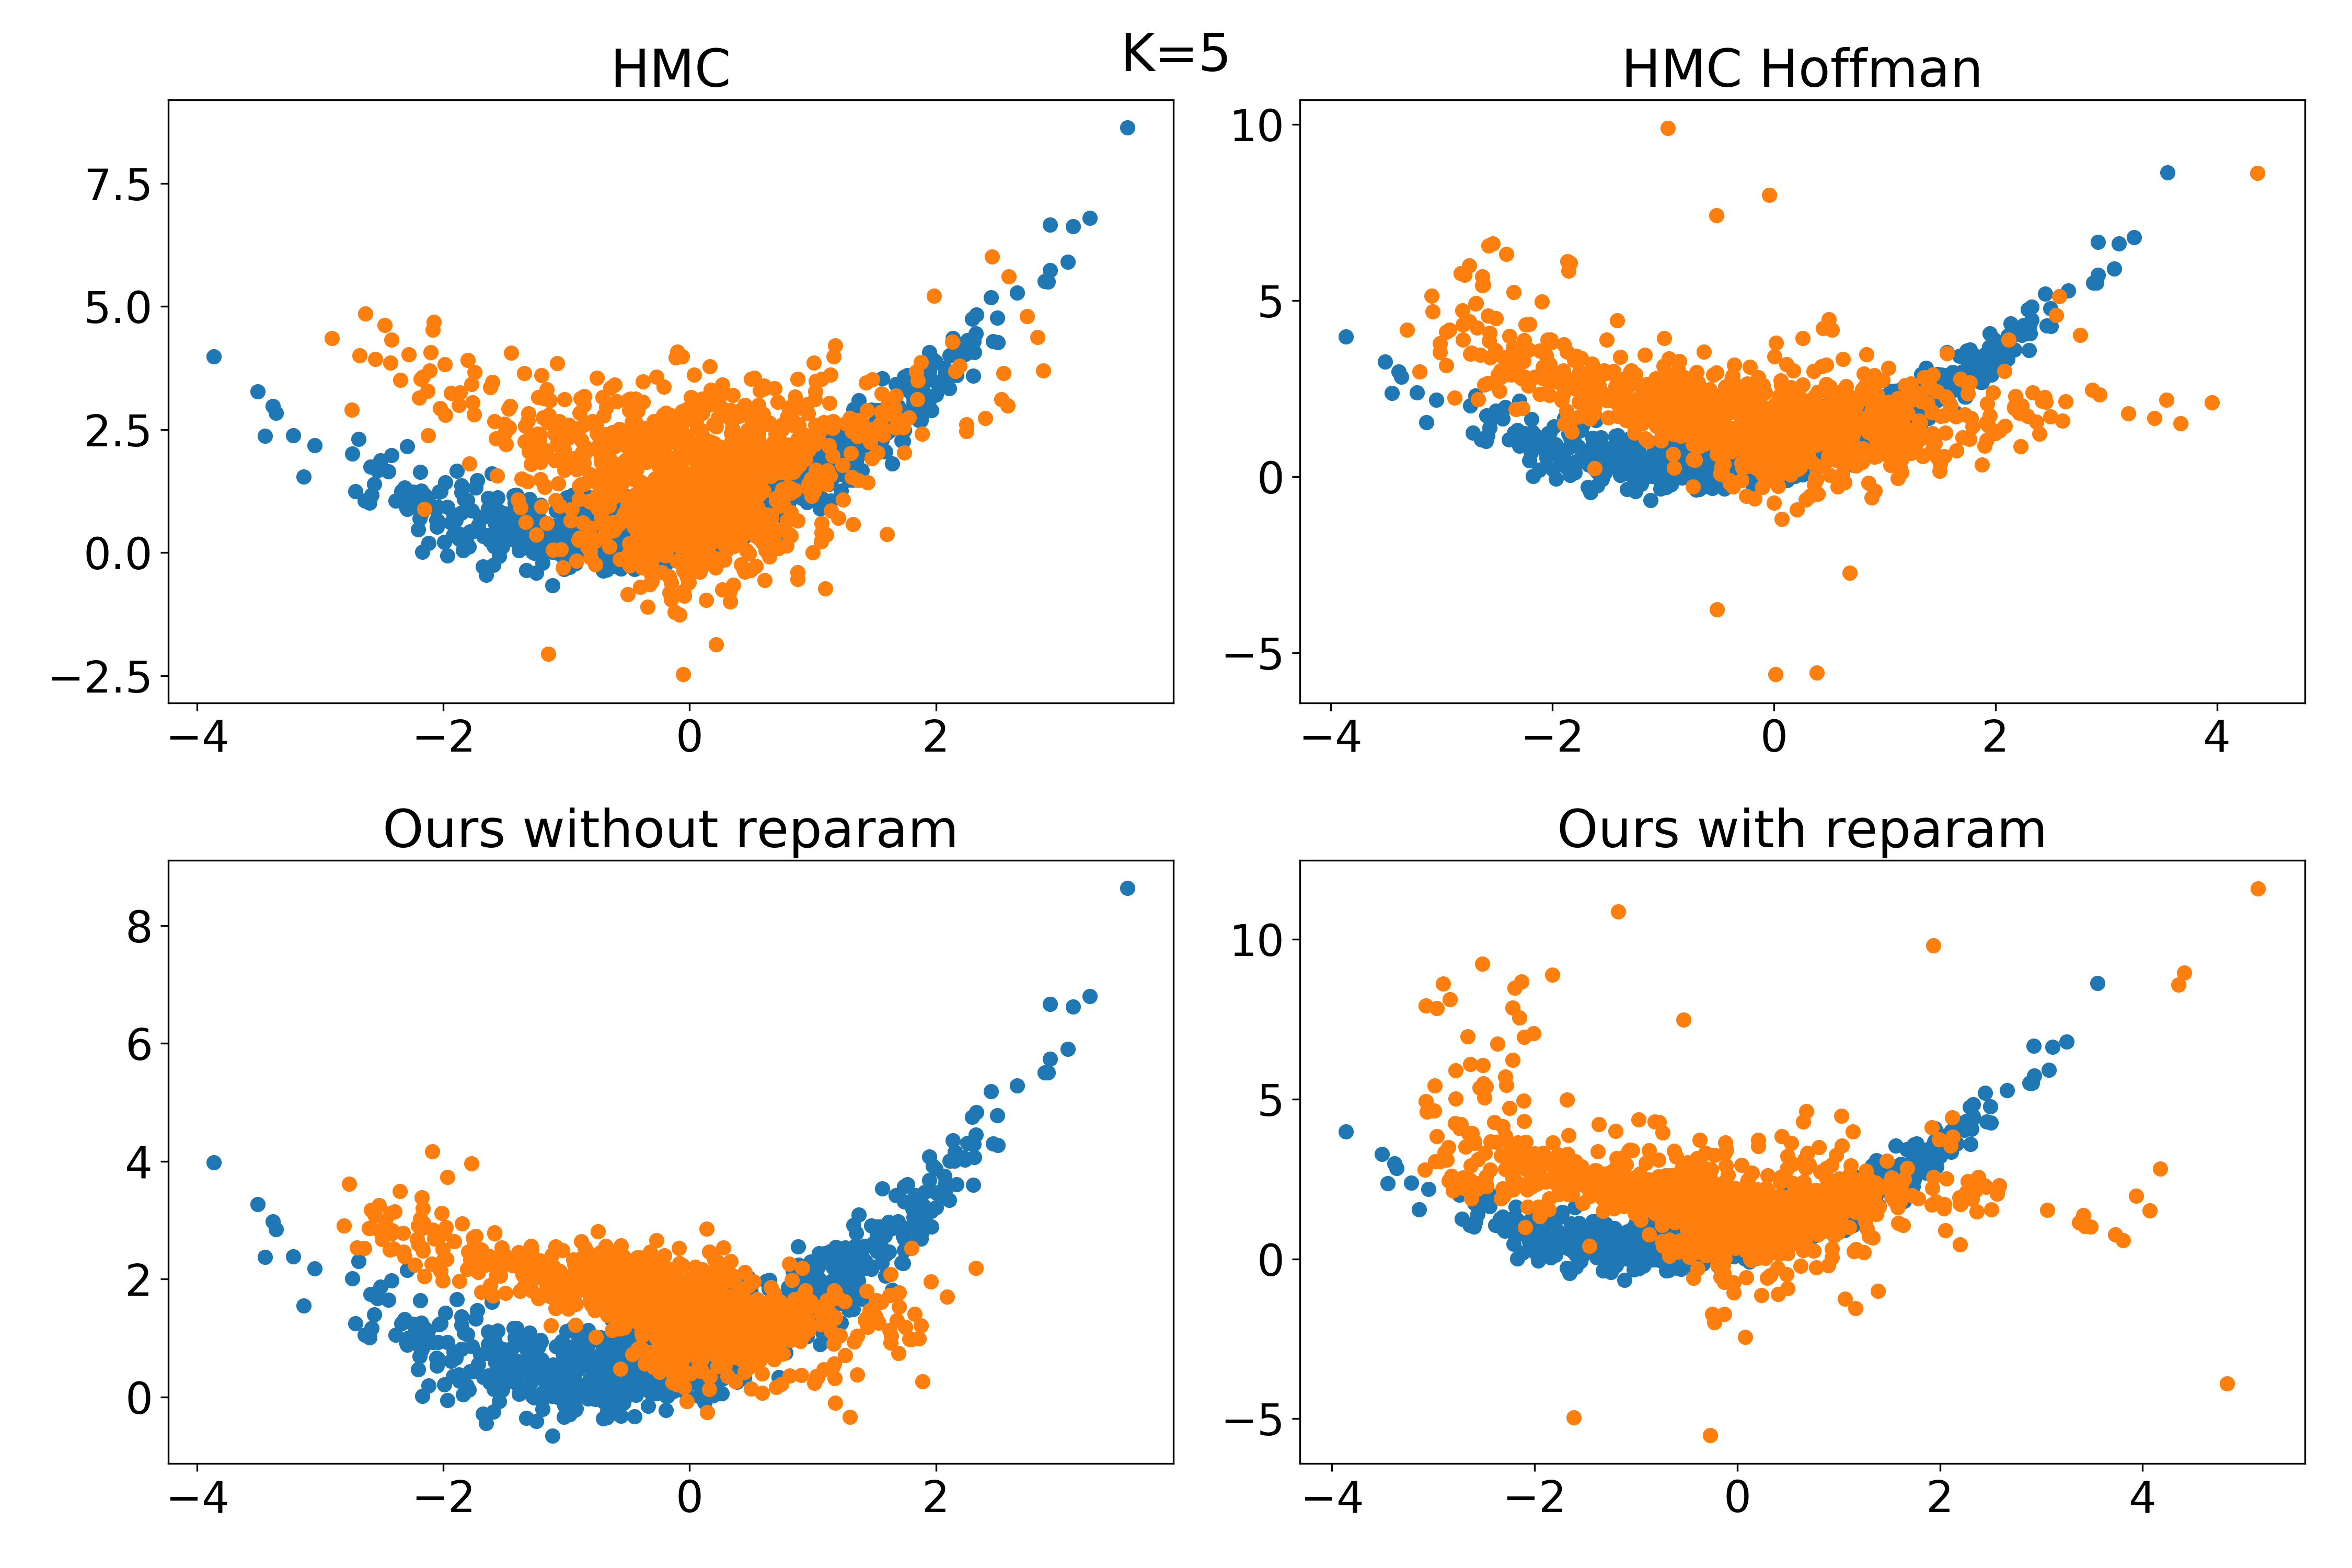 K=5
HMC
7.5
5.0
2.5
0.0
−2.5
−4 −2 0 2
HMC Hoffman
10
5
0
−5
−4 −2 0 2 4
Ours without reparam
8
6
4
2
0
−4 −2 0 2
Ours with reparam
10
5
0
−5
−4 −2 0 2 4